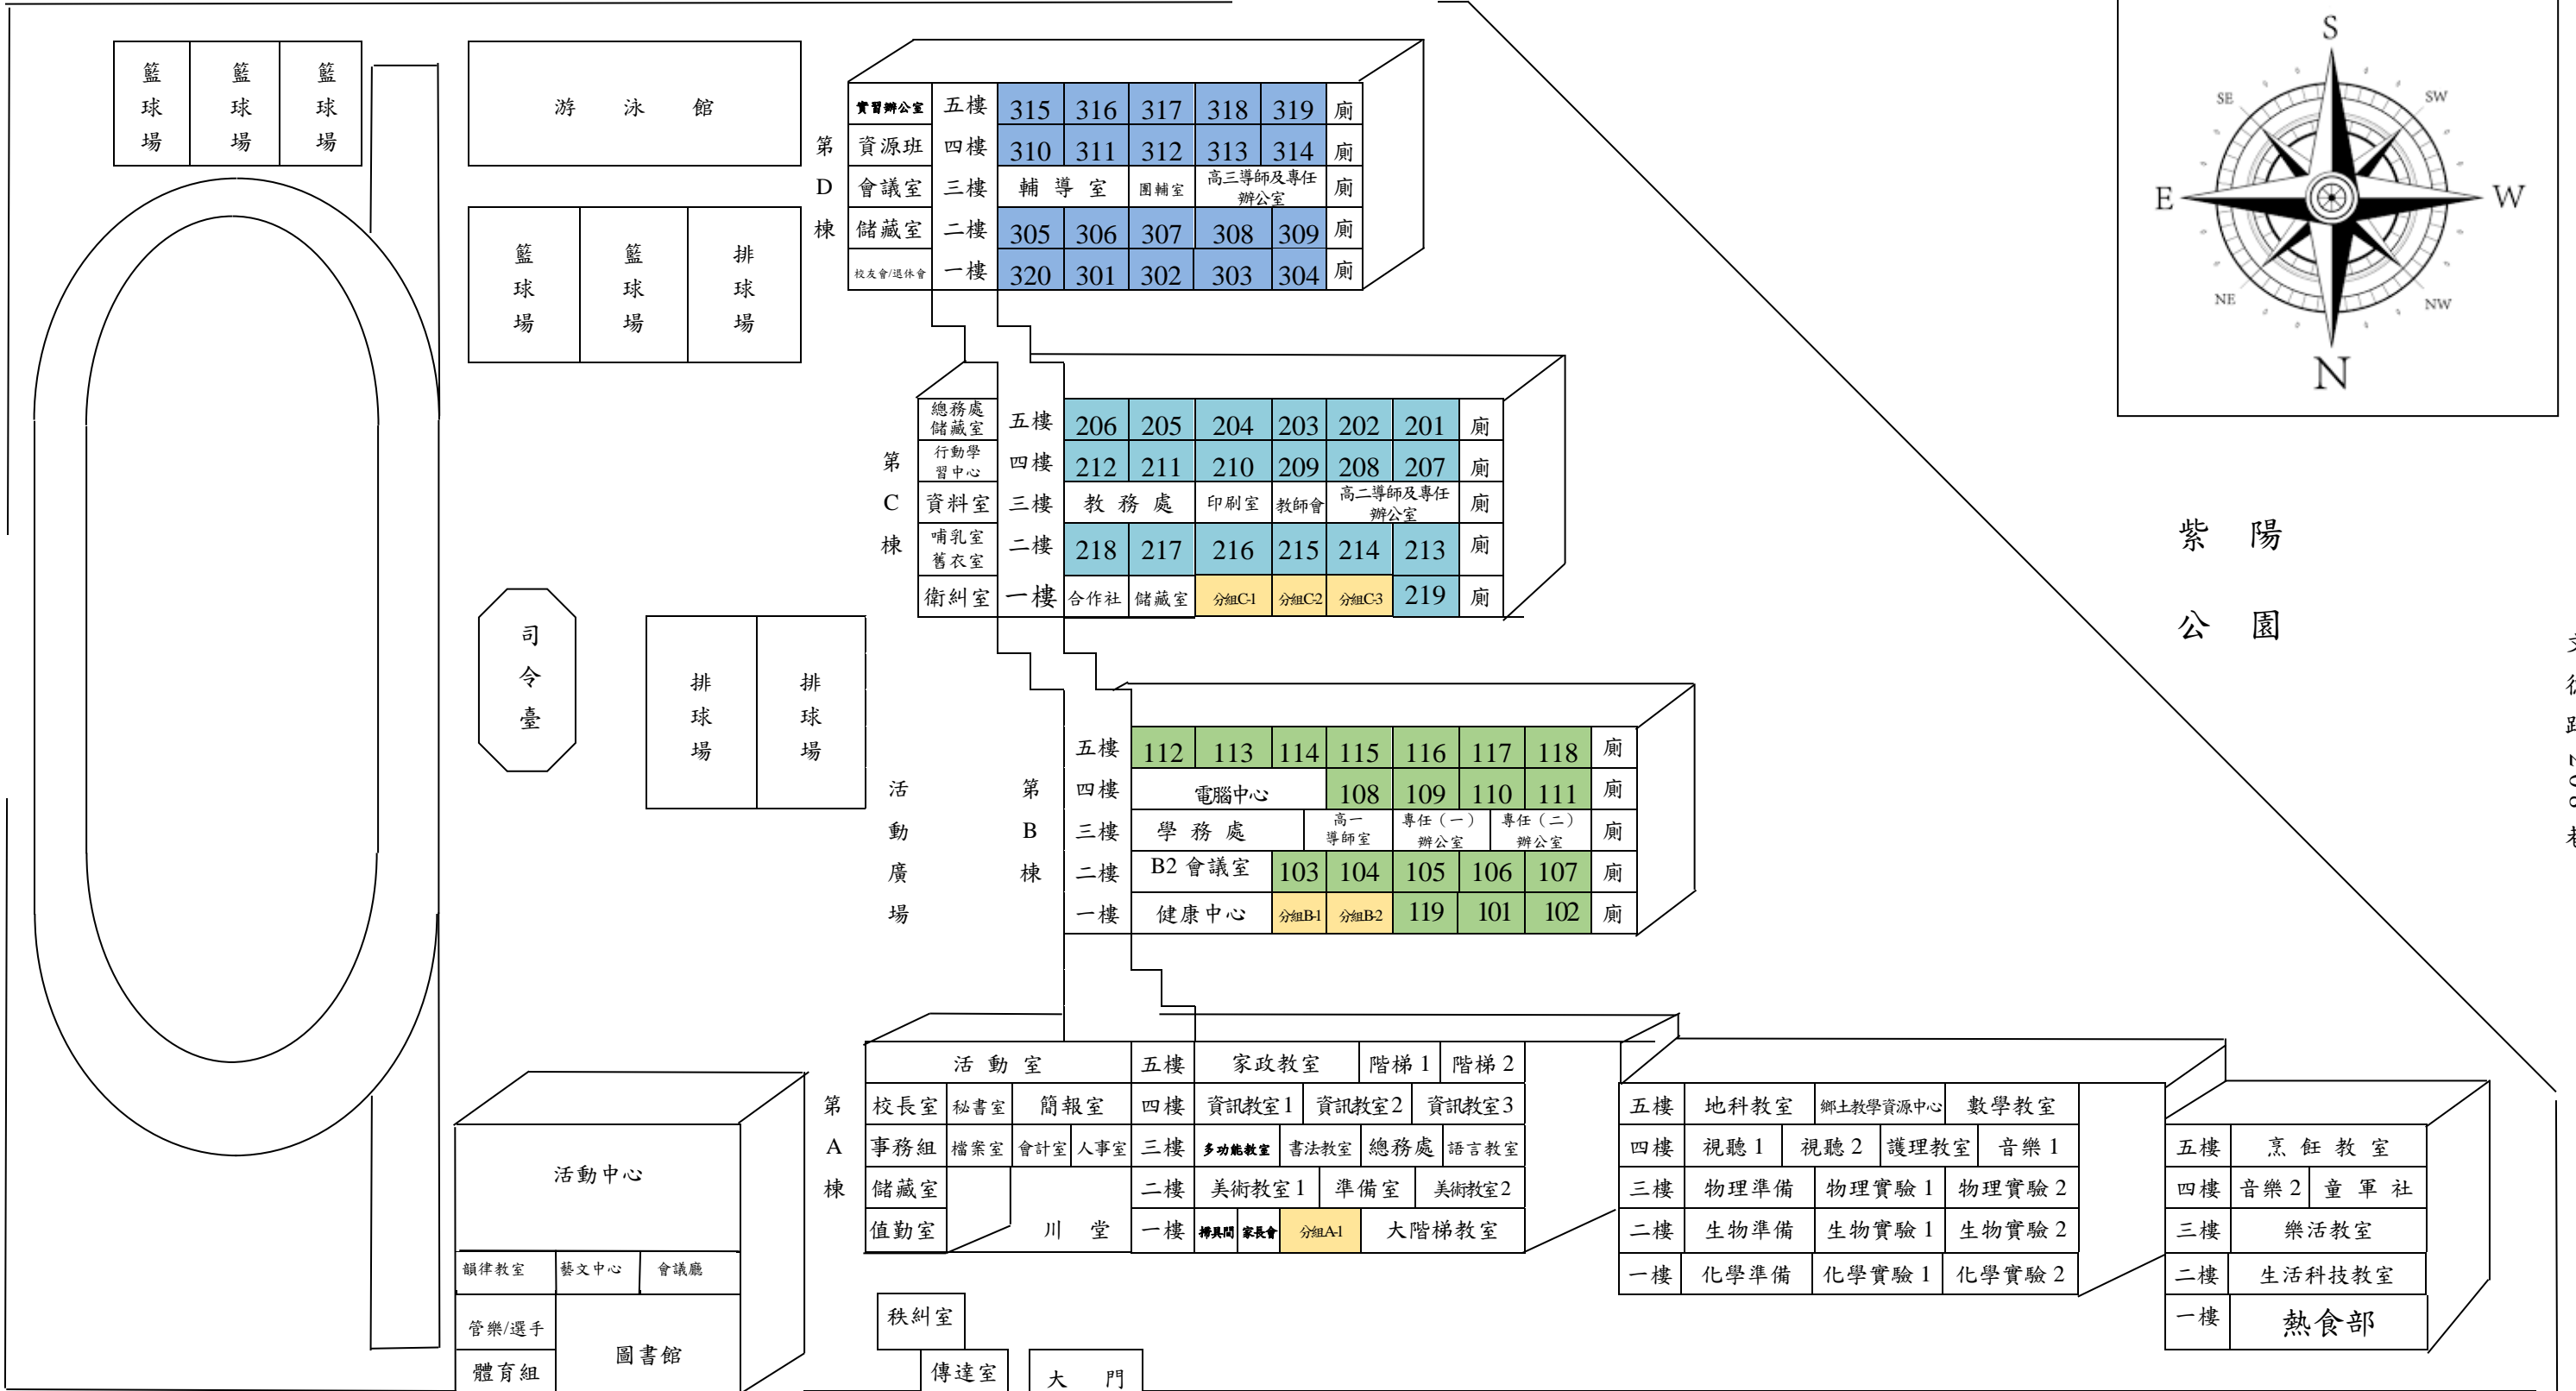 籃球場
籃球場
籃球場
游泳館
籃球場
籃球場
排球場
司令臺
排球場
排球場
活動廣場
第D棟
實習辦公室 五樓 315 316 317 318 319 廁
資源班 四樓 310 311 312 313 314 廁
會議室 三樓 輔導室 團輔室 高三導師及專任辦公室 廁
儲藏室 二樓 305 306 307 308 309 廁
校友會/退休會 一樓 320 301 302 303 304 廁
第C棟
總務處儲藏室 五樓 206 205 204 203 202 201 廁
行動學習中心 四樓 212 211 210 209 208 207 廁
資料室 三樓 教務處 印刷室 教師會 高二導師及專任辦公室 廁
哺乳室舊衣室 二樓 218 217 216 215 214 213 廁
衛糾室 一樓 合作社 儲藏室 分組C-1 分組C-2 分組C-3 219 廁
第B棟
五樓 112 113 114 115 116 117 118 廁
四樓 電腦中心 108 109 110 111 廁
三樓 學務處 高一導師室 專任（一）辦公室 專任（二）辦公室 廁
二樓 B2 會議室 103 104 105 106 107 廁
一樓 健康中心 分組B-1 分組B-2 119 101 102 廁
第A棟
活動室 五樓 家政教室 階梯 1 階梯 2
校長室 秘書室 簡報室 四樓 資訊教室1 資訊教室2 資訊教室3
事務組 檔案室 會計室 人事室 三樓 多功能教室 書法教室 總務處 語言教室
儲藏室 二樓 美術教室1 準備室 美術教室2
值勤室 川堂 一樓 掃具間 家長會 分組A-1 大階梯教室
五樓 地科教室 鄉土教學資源中心 數學教室
四樓 視聽 1 視聽 2 護理教室 音樂 1
三樓 物理準備 物理實驗 1 物理實驗 2
二樓 生物準備 生物實驗 1 生物實驗 2
一樓 化學準備 化學實驗 1 化學實驗 2
五樓 烹飪教室
四樓 音樂 2 童軍社
三樓 樂活教室
二樓 生活科技教室
一樓 熱食部
活動中心
韻律教室 藝文中心 會議廳
管樂/選手
圖書館
體育組
秩糾室
傳達室
大門
S
SE SW
E W
NE NW
N
紫陽
公園
208